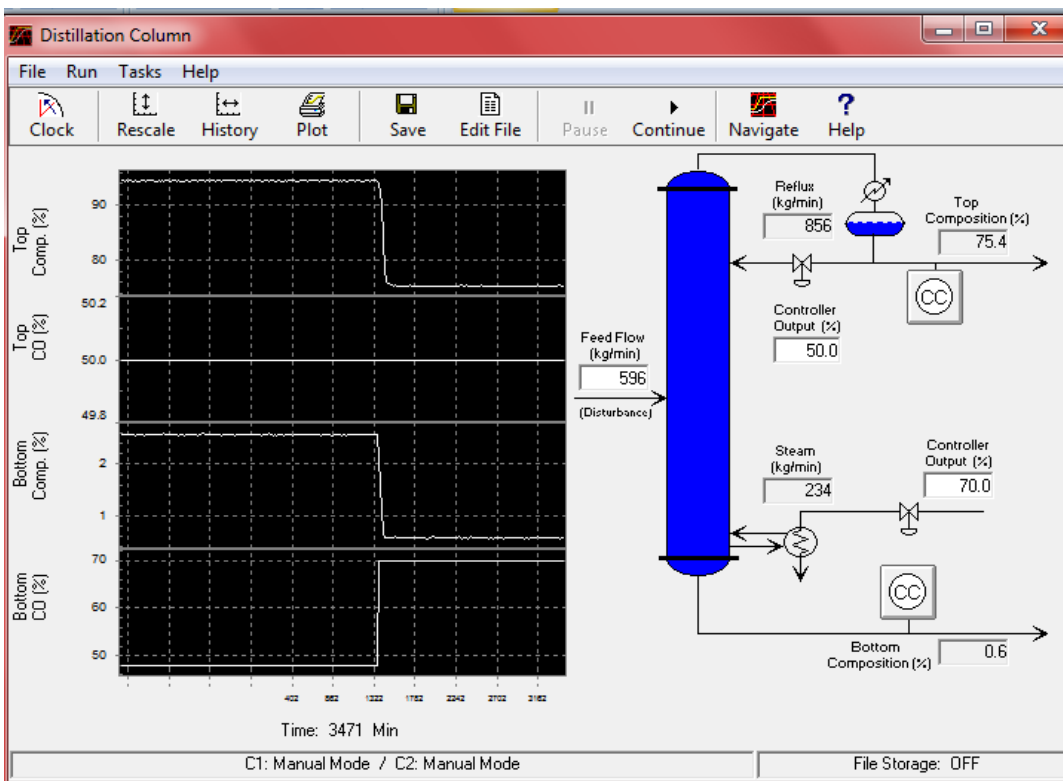 Distillation Column
File Run Tasks Help
Clock Rescale History Plot Save Edit File Pause Continue Navigate Help
Top
Comp. (%)
90
80
Top
CO (%)
50.2
50.0
49.8
Bottom
Comp. (%)
2
1
Bottom
CO (%)
70
60
50
402 862 1322 1782 2242 2702 3162
Time: 3471 Min
Reflux
(kg/min)
856
Top
Composition (%)
75.4
CC
Controller
Output (%)
50.0
Feed Flow
(kg/min)
596
(Disturbance)
Steam
(kg/min)
234
Controller
Output (%)
70.0
CC
Bottom
Composition (%)
0.6
C1: Manual Mode / C2: Manual Mode
File Storage: OFF